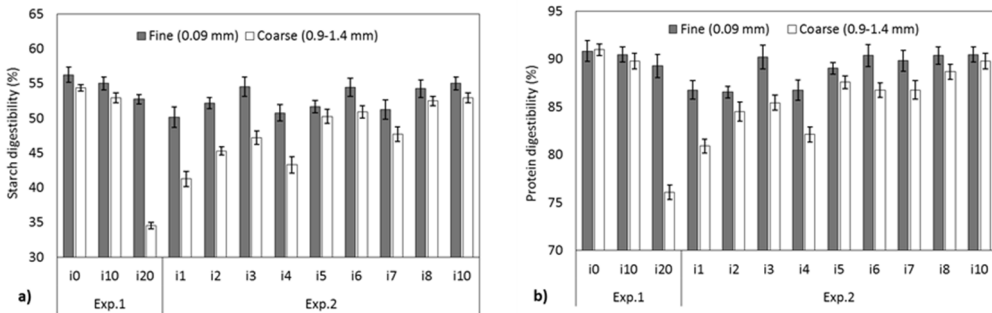 65
60
55
50
45
40
35
30
Starch digestibility (%)
Fine (0.09 mm) Coarse (0.9-1.4 mm)
i0 i10 i20 i1 i2 i3 i4 i5 i6 i7 i8 i10
a) Exp.1 Exp.2
95
90
85
80
75
70
Protein digestibility (%)
Fine (0.09 mm) Coarse (0.9-1.4 mm)
i0 i10 i20 i1 i2 i3 i4 i5 i6 i7 i8 i10
b) Exp.1 Exp.2